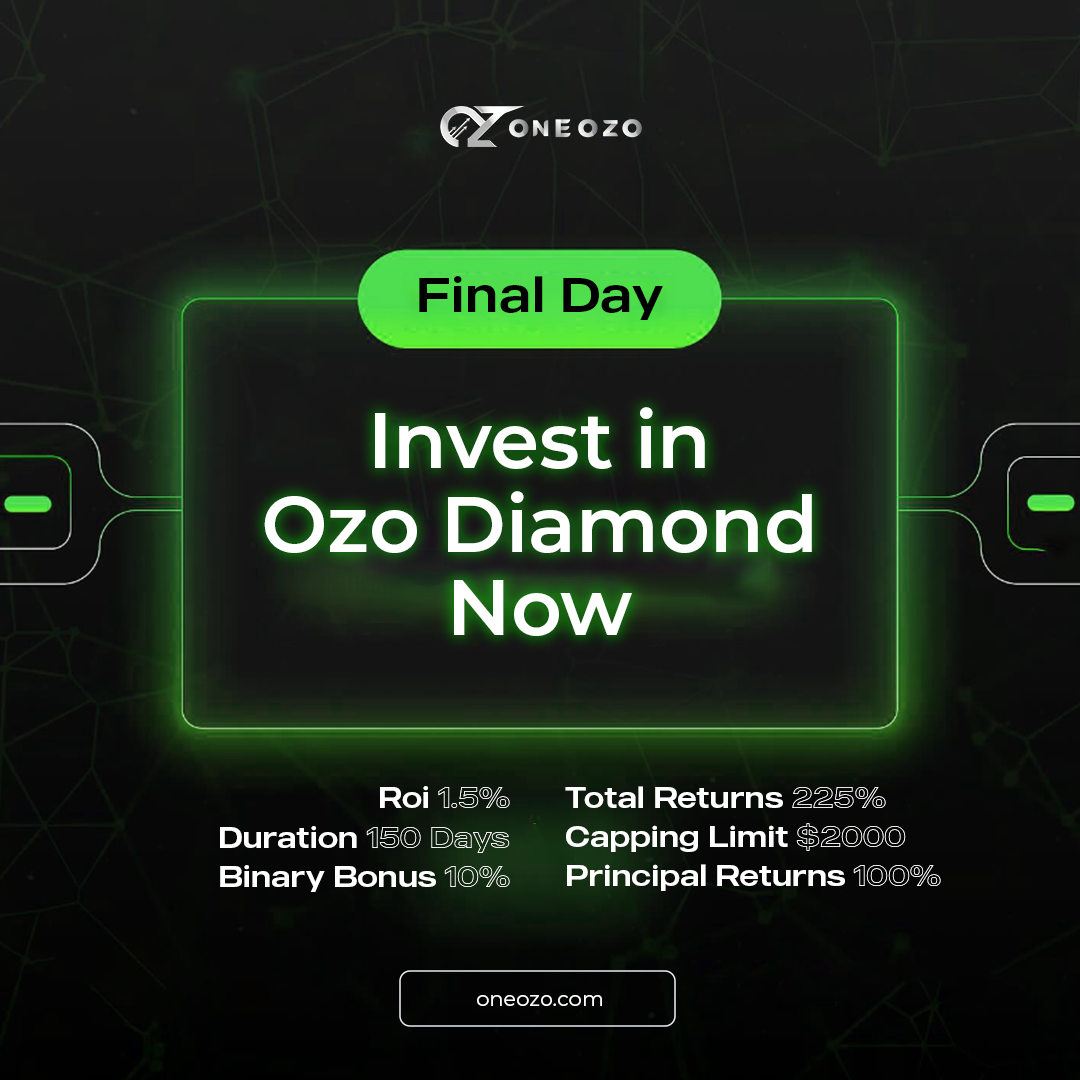 OZ ONEOZO
Final Day
Invest in
Ozo Diamond
Now
Roi 1.5%
Duration 150 Days
Binary Bonus 10%
Total Returns 225%
Capping Limit $2000
Principal Returns 100%
oneozo.com